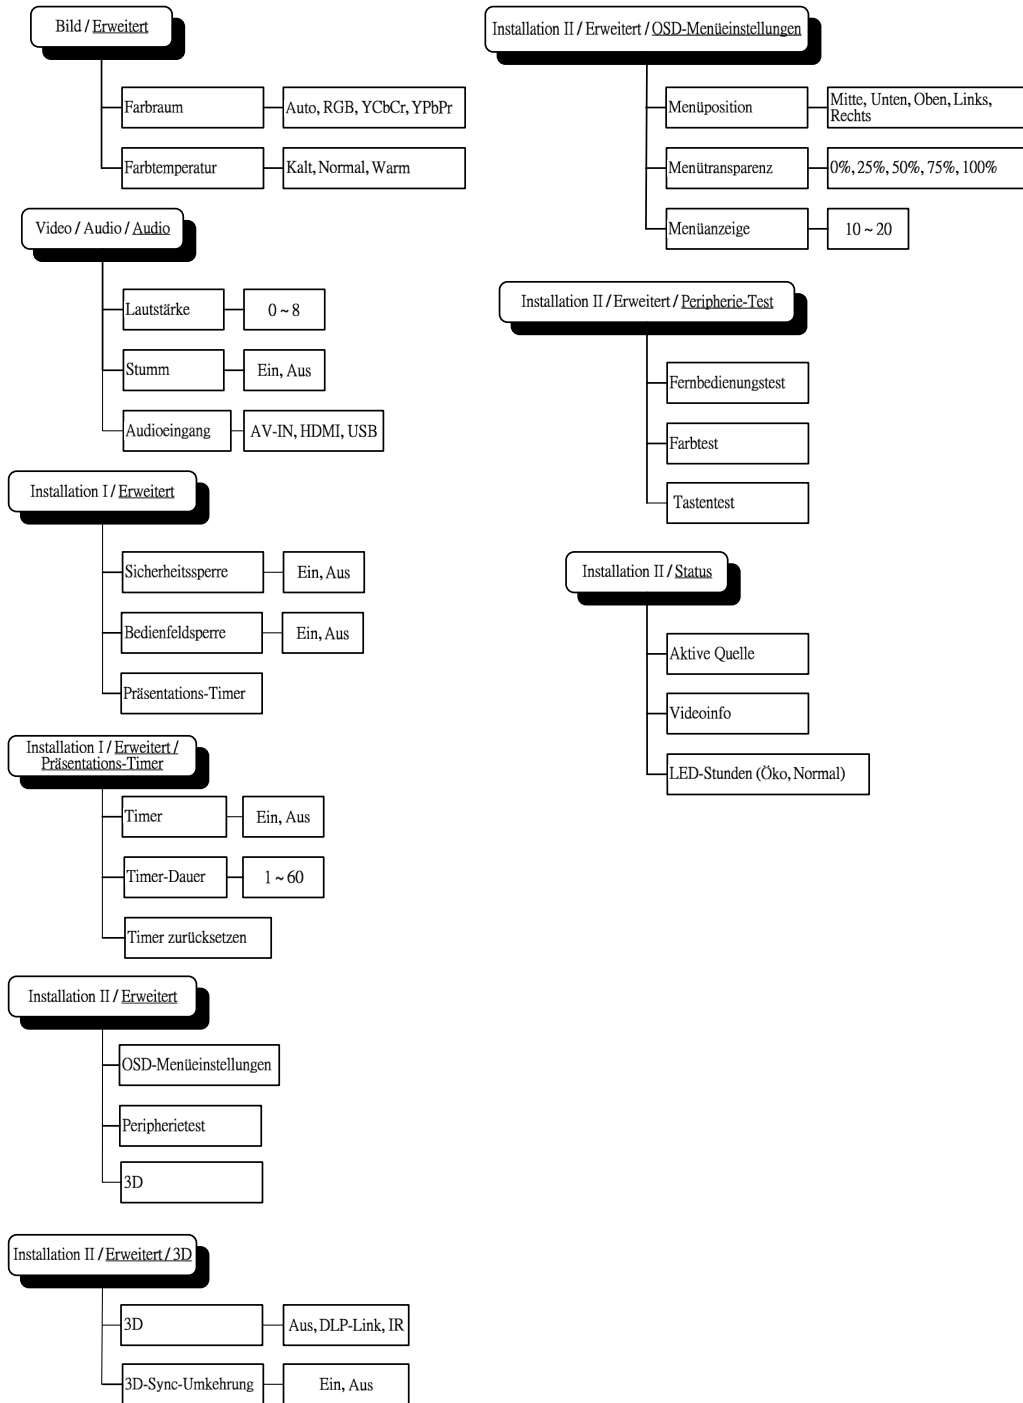 Bild / Erweitert
Farbraum
Auto, RGB, YCbCr, YPbPr
Farbtemperatur
Kalt, Normal, Warm
Video / Audio / Audio
Lautstärke
0 ~ 8
Stumm
Ein, Aus
Audioeingang
AV-IN, HDMI, USB
Installation I / Erweitert
Sicherheitssperre
Ein, Aus
Bedienfeldsperre
Ein, Aus
Präsentations-Timer
Installation I / Erweitert /
Präsentations-Timer
Timer
Ein, Aus
Timer-Dauer
1 ~ 60
Timer zurücksetzen
Installation II / Erweitert
OSD-Menüeinstellungen
Peripherietest
3D
Installation II / Erweitert / 3D
3D
Aus, DLP-Link, IR
3D-Sync-Umkehrung
Ein, Aus
Installation II / Erweitert / OSD-Menüeinstellungen
Menüposition
Mitte, Unten, Oben, Links,
Rechts
Menütransparenz
0%, 25%, 50%, 75%, 100%
Menüanzeige
10 ~ 20
Installation II / Erweitert / Peripherie-Test
Fernbedienungstest
Farbtest
Tastentest
Installation II / Status
Aktive Quelle
Videoinfo
LED-Stunden (Öko, Normal)